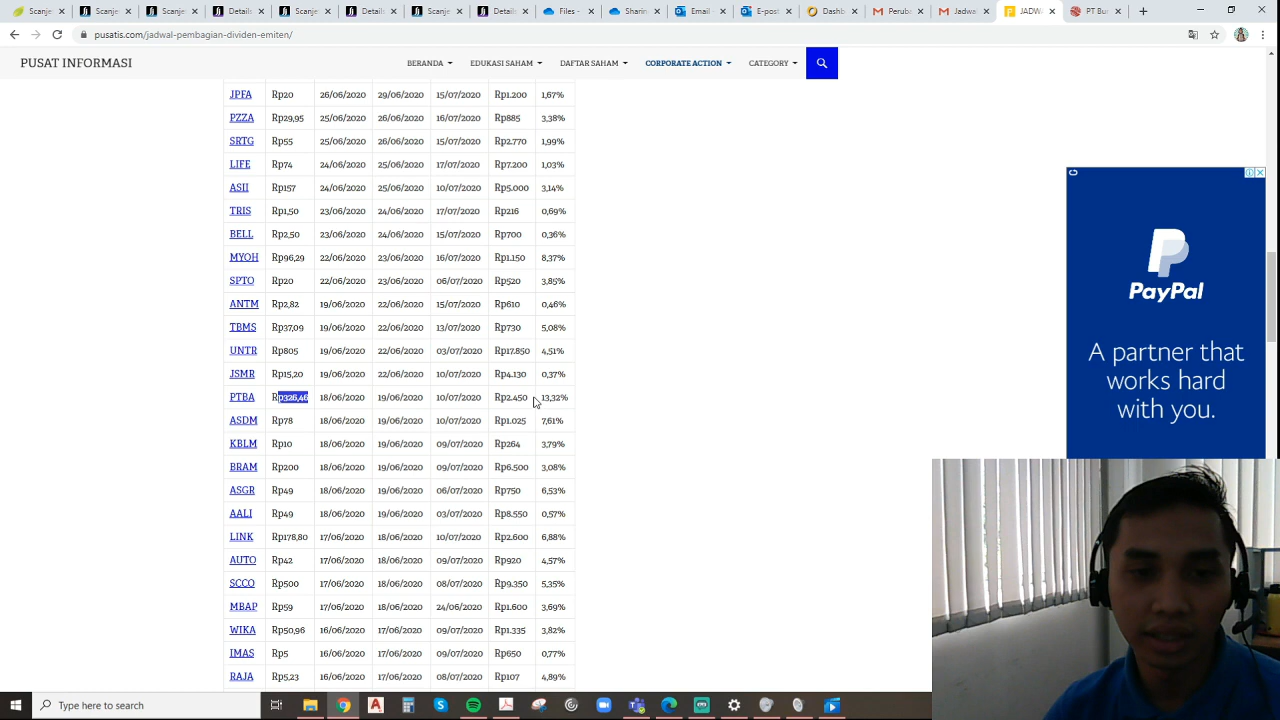 Scanje
Scanje
Details
Scanje
Details
Scanje
Details
Files -
Sharin
Email
E-post
Dashb
Peruba
Jadwa
JADW
PT Bu
pusatis.com/jadwal-pembagian-dividen-emiten/
PUSAT INFORMASI
BERANDA
EDUKASI SAHAM
DAFTAR SAHAM
CORPORATE ACTION
CATEGORY
JPFA Rp20 26/06/2020 29/06/2020 15/07/2020 Rp1.200 1,67%
PZZA Rp29,95 25/06/2020 26/06/2020 16/07/2020 Rp885 3,38%
SRTG Rp55 25/06/2020 26/06/2020 15/07/2020 Rp2.770 1,99%
LIFE Rp74 24/06/2020 25/06/2020 17/07/2020 Rp7.200 1,03%
ASII Rp157 24/06/2020 25/06/2020 10/07/2020 Rp5.000 3,14%
TRIS Rp1,50 23/06/2020 24/06/2020 17/07/2020 Rp216 0,69%
BELL Rp2,50 23/06/2020 24/06/2020 15/07/2020 Rp700 0,36%
MYOH Rp96,29 22/06/2020 23/06/2020 16/07/2020 Rp1.150 8,37%
SPTO Rp20 22/06/2020 23/06/2020 06/07/2020 Rp520 3,85%
ANTM Rp2,82 19/06/2020 22/06/2020 15/07/2020 Rp610 0,46%
TBMS Rp37,09 19/06/2020 22/06/2020 13/07/2020 Rp730 5,08%
UNTR Rp805 19/06/2020 22/06/2020 03/07/2020 Rp17.850 4,51%
JSMR Rp15,20 19/06/2020 22/06/2020 10/07/2020 Rp4.130 0,37%
PTBA Rp326,46 18/06/2020 19/06/2020 10/07/2020 Rp2.450 13,32%
ASDM Rp78 18/06/2020 19/06/2020 10/07/2020 Rp1.025 7,61%
KBLM Rp10 18/06/2020 19/06/2020 09/07/2020 Rp264 3,79%
BRAM Rp200 18/06/2020 19/06/2020 09/07/2020 Rp6.500 3,08%
ASGR Rp49 18/06/2020 19/06/2020 06/07/2020 Rp750 6,53%
AALI Rp49 18/06/2020 19/06/2020 03/07/2020 Rp8.550 0,57%
LINK Rp178,80 17/06/2020 18/06/2020 10/07/2020 Rp2.600 6,88%
AUTO Rp42 17/06/2020 18/06/2020 09/07/2020 Rp920 4,57%
SCCO Rp500 17/06/2020 18/06/2020 08/07/2020 Rp9.350 5,35%
MBAP Rp59 17/06/2020 18/06/2020 24/06/2020 Rp1.600 3,69%
WIKA Rp50,96 16/06/2020 17/06/2020 09/07/2020 Rp1.335 3,82%
IMAS Rp5 16/06/2020 17/06/2020 09/07/2020 Rp650 0,77%
RAJA Rp5,23 16/06/2020 17/06/2020 08/07/2020 Rp107 4,89%
PayPal
A partner that
works hard
with you.
Type here to search